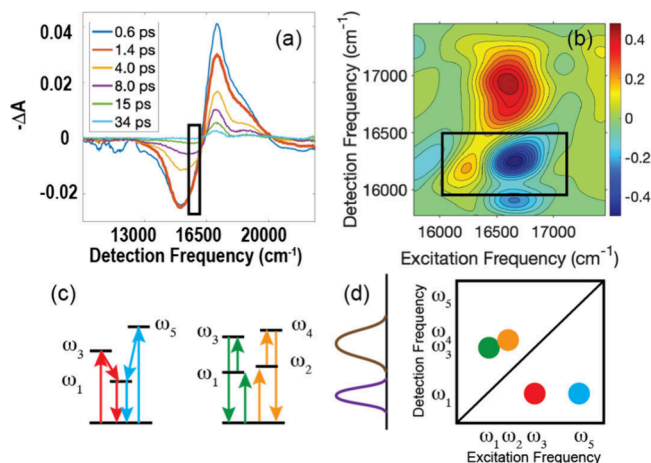 (a)
0.04
0.02
0
-0.02
-ΔA
0.6 ps
1.4 ps
4.0 ps
8.0 ps
15 ps
34 ps
13000 16500 20000
Detection Frequency (cm⁻¹)
(b)
17000
16500
16000
Detection Frequency (cm⁻¹)
16000 16500 17000
Excitation Frequency (cm⁻¹)
0.4
0.2
0
-0.2
-0.4
(c)
ω₃ ω₅
ω₁
ω₃ ω₄
ω₁ ω₂
(d)
Detection Frequency
ω₅
ω
ω₃
ω₁
ω₁ ω₂ ω₃ ω₅
Excitation Frequency